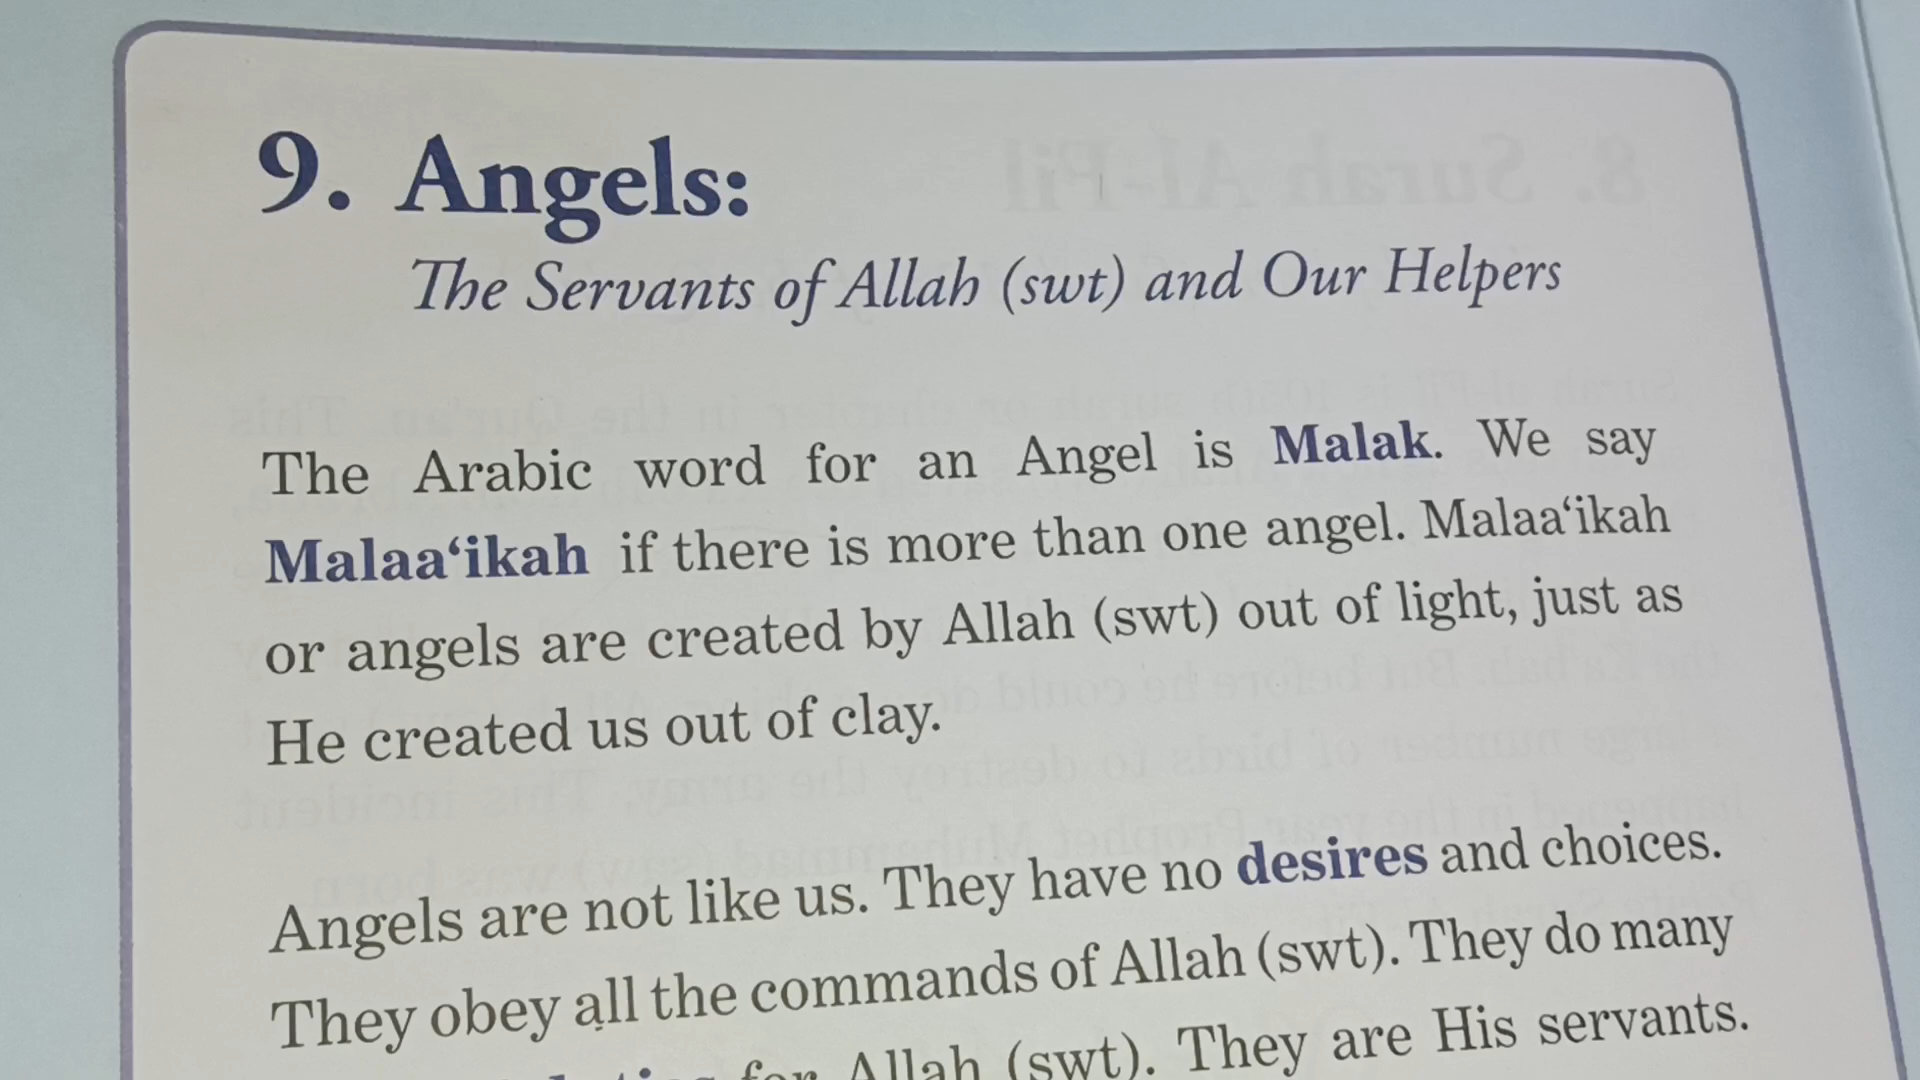 9. Angels:
The Servants of Allah (swt) and Our Helpers
The Arabic word for an Angel is Malak. We say
Malaa‘ikah if there is more than one angel. Malaa‘ikah
or angels are created by Allah (swt) out of light, just as
He created us out of clay.
Angels are not like us. They have no desires and choices.
They obey all the commands of Allah (swt). They do many
for Allah (swt). They are His servants.